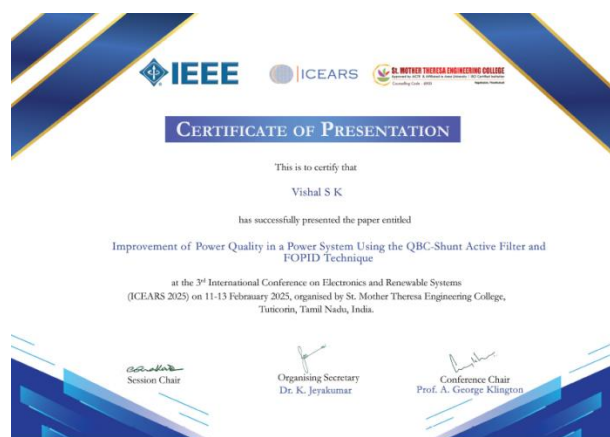 IEEE
ICEARS
St. MOTHER THERESA ENGINEERING COLLEGE
Counselling Code
CERTIFICATE OF PRESENTATION
This is to certify that
Vishal S K
has successfully presented the paper entitled
Improvement of Power Quality in a Power System Using the QBC-Shunt Active Filter and
FOPID Technique
at the 3rd International Conference on Electronics and Renewable Systems
(ICEARS 2025) on 11-13 Febrauary 2025, organised by St. Mother Theresa Engineering College,
Tuticorin, Tamil Nadu, India.
Session Chair
Organising Secretary
Dr. K. Jeyakumar
Conference Chair
Prof. A. George Klington